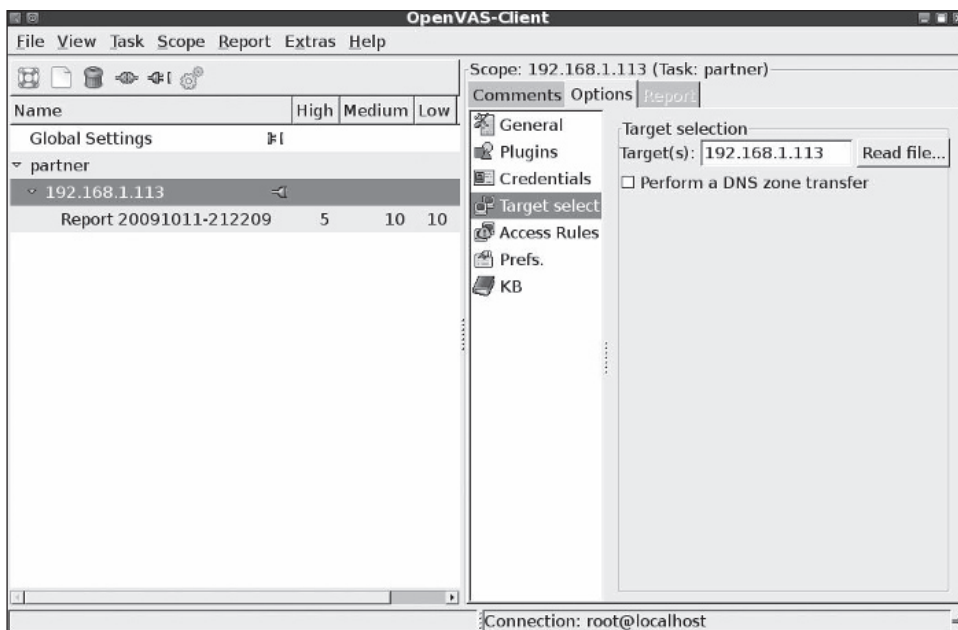 OpenVAS-Client
File View Task Scope Report Extras Help
Name High Medium Low
Global Settings
partner
192.168.1.113
Report 20091011-212209 5 10 10
Scope: 192.168.1.113 (Task: partner)
Comments Options Report
General
Plugins
Credentials
Target select
Access Rules
Prefs.
KB
Target selection
Target(s): 192.168.1.113 Read file...
Perform a DNS zone transfer
Connection: root@localhost